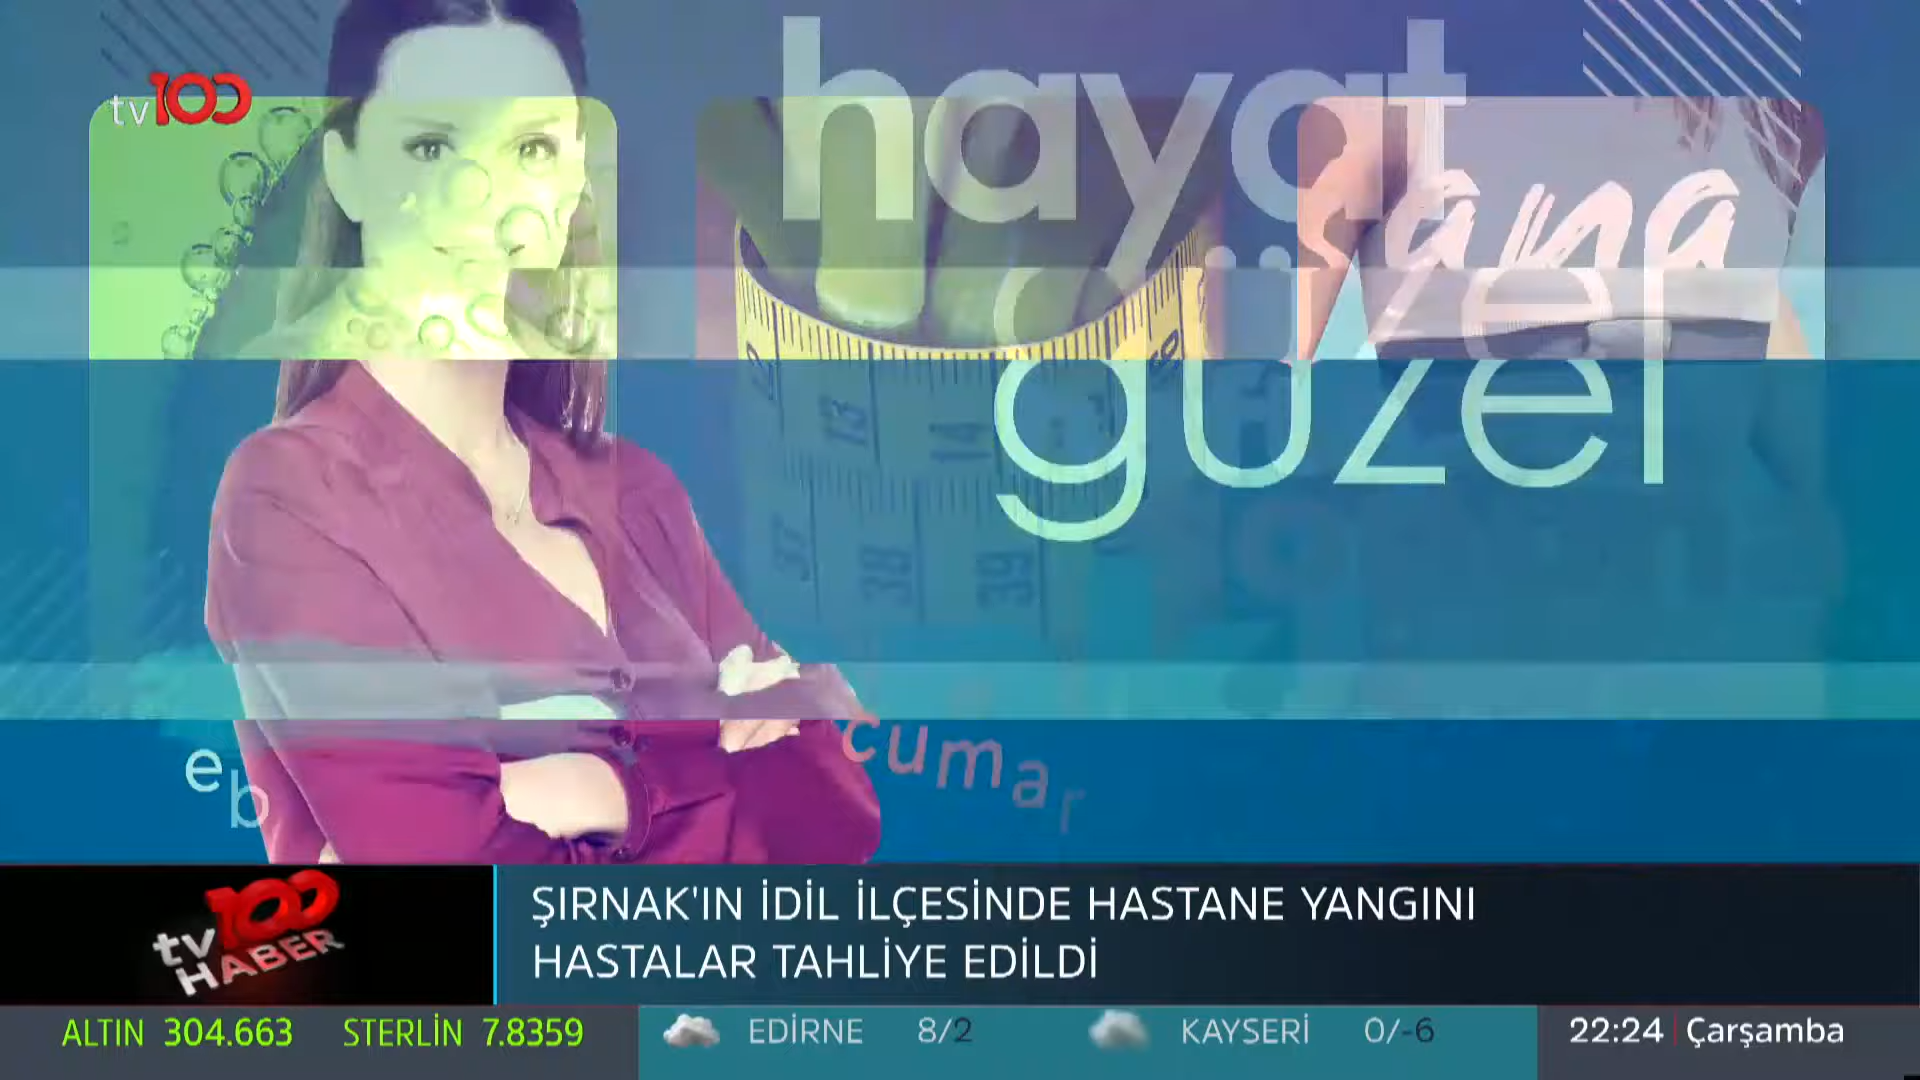 tv100
hayat
güzel
e b
cumar
tv100
HABER
ŞIRNAK'IN İDİL İLÇESİNDE HASTANE YANGINI
HASTALAR TAHLİYE EDİLDİ
ALTIN 304.663 STERLİN 7.8359 EDİRNE 8/2 KAYSERİ 0/-6 22:24 Çarşamba